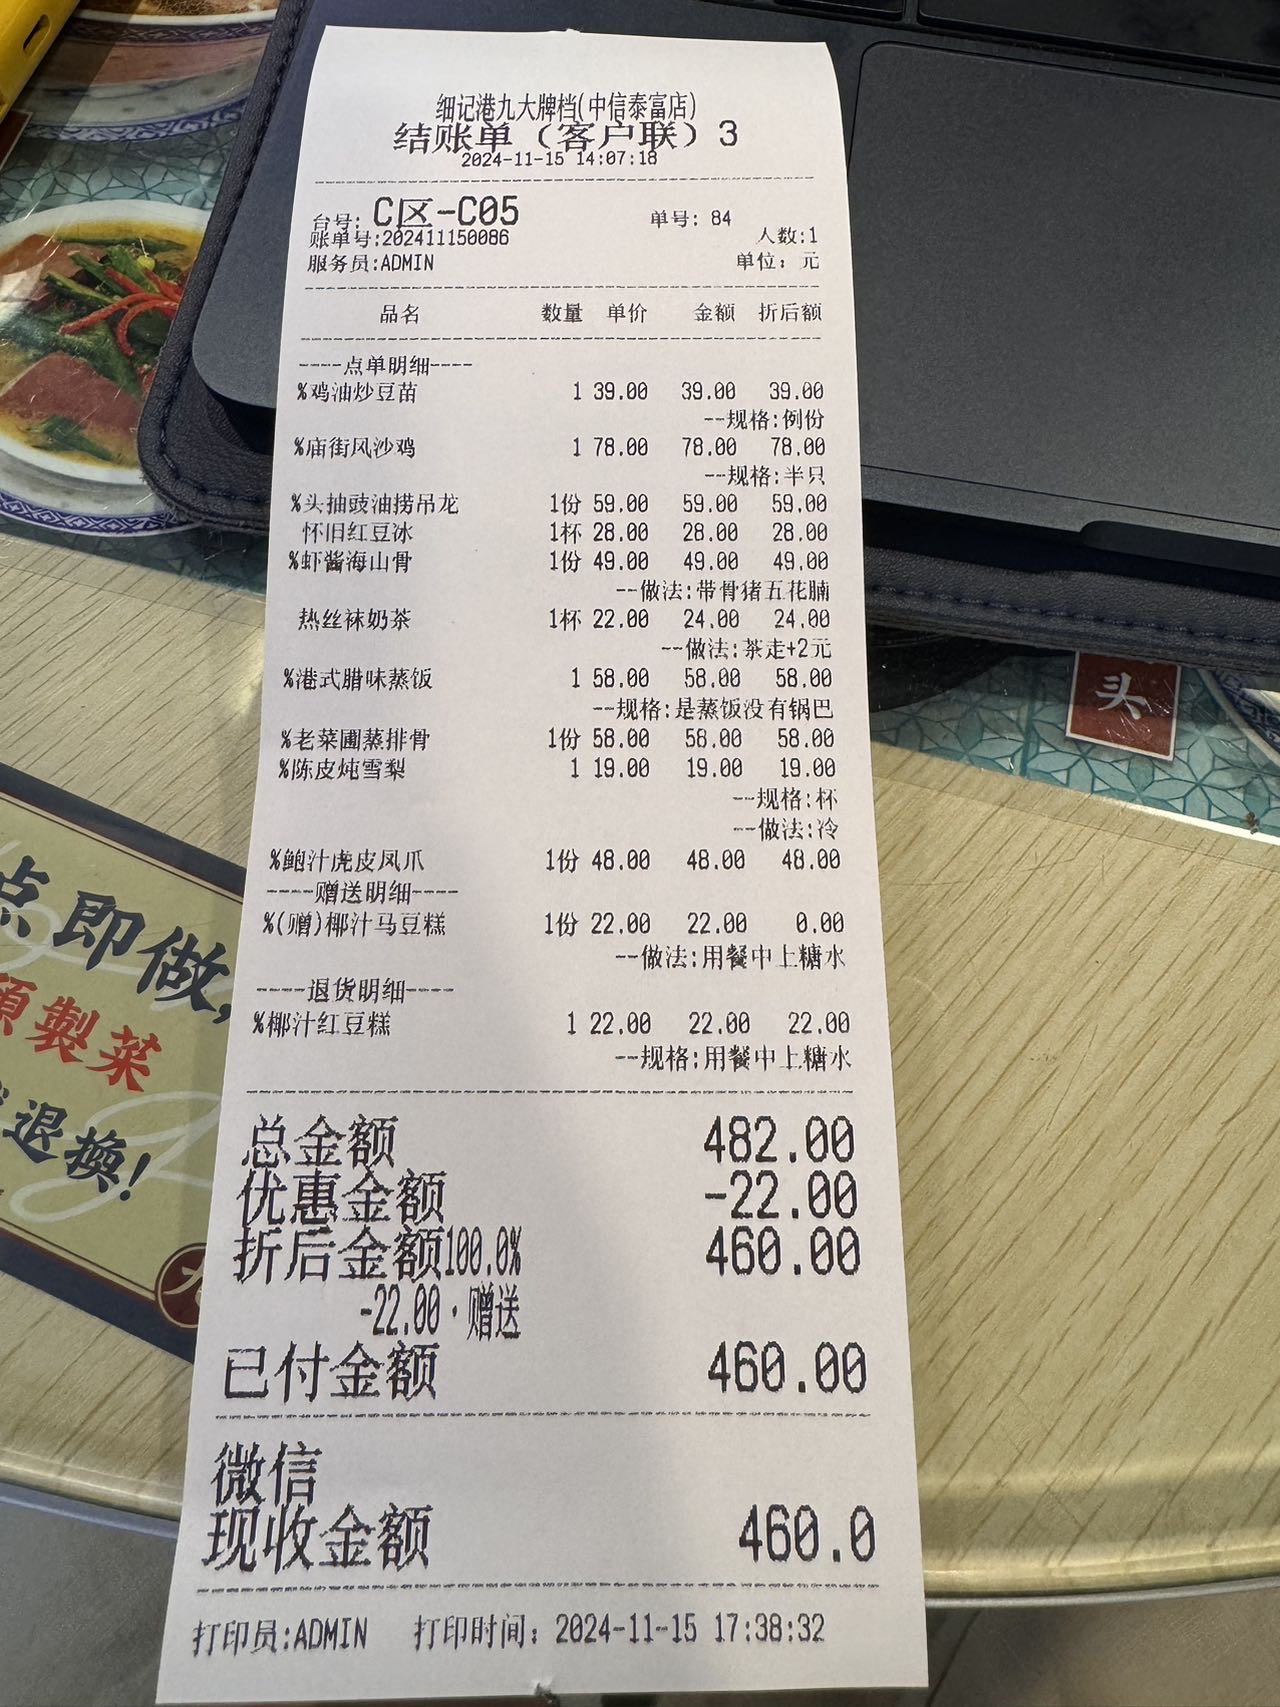 细记港九大牌档(中信泰富店)
结账单（客户联）3
2024-11-15 14:07:18
台号: C区-C05 单号: 84
账单号:202411150086 人数:1
服务员:ADMIN 单位: 元
品名 数量 单价 金额 折后额
----点单明细----
%鸡油炒豆苗 1 39.00 39.00 39.00
--规格:例份
%庙街风沙鸡 1 78.00 78.00 78.00
--规格:半只
%头抽豉油捞吊龙 1份 59.00 59.00 59.00
怀旧红豆冰 1杯 28.00 28.00 28.00
%虾酱海山骨 1份 49.00 49.00 49.00
--做法:带骨猪五花腩
热丝袜奶茶 1杯 22.00 24.00 24.00
--做法:茶走+2元
%港式腊味蒸饭 1 58.00 58.00 58.00
--规格:是蒸饭没有锅巴
%老菜圃蒸排骨 1份 58.00 58.00 58.00
%陈皮炖雪梨 1 19.00 19.00 19.00
--规格:杯
--做法:冷
%鲍汁虎皮凤爪 1份 48.00 48.00 48.00
----赠送明细----
%(赠)椰汁马豆糕 1份 22.00 22.00 0.00
--做法:用餐中上糖水
----退货明细----
%椰汁红豆糕 1 22.00 22.00 22.00
--规格:用餐中上糖水
总金额 482.00
优惠金额 -22.00
折后金额100.0% 460.00
-22.00·赠送
已付金额 460.00
微信
现收金额 460.0
打印员:ADMIN 打印时间: 2024-11-15 17:38:32
头
点即做,
製菜
退換!